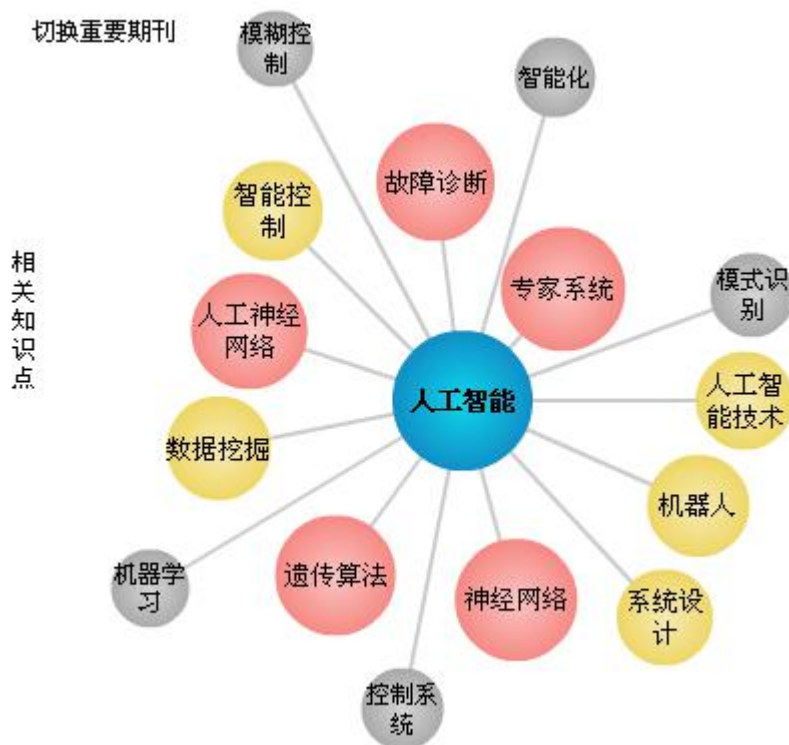 切换重要期刊
模糊控
制
智能化
故障诊断
智能控
制
专家系统
相
关
知
识
点
模式识
别
人工神经
网络
人工智能
人工智
能技术
数据挖掘
机器人
机器学
习
遗传算法
神经网络
系统设
计
控制系
统